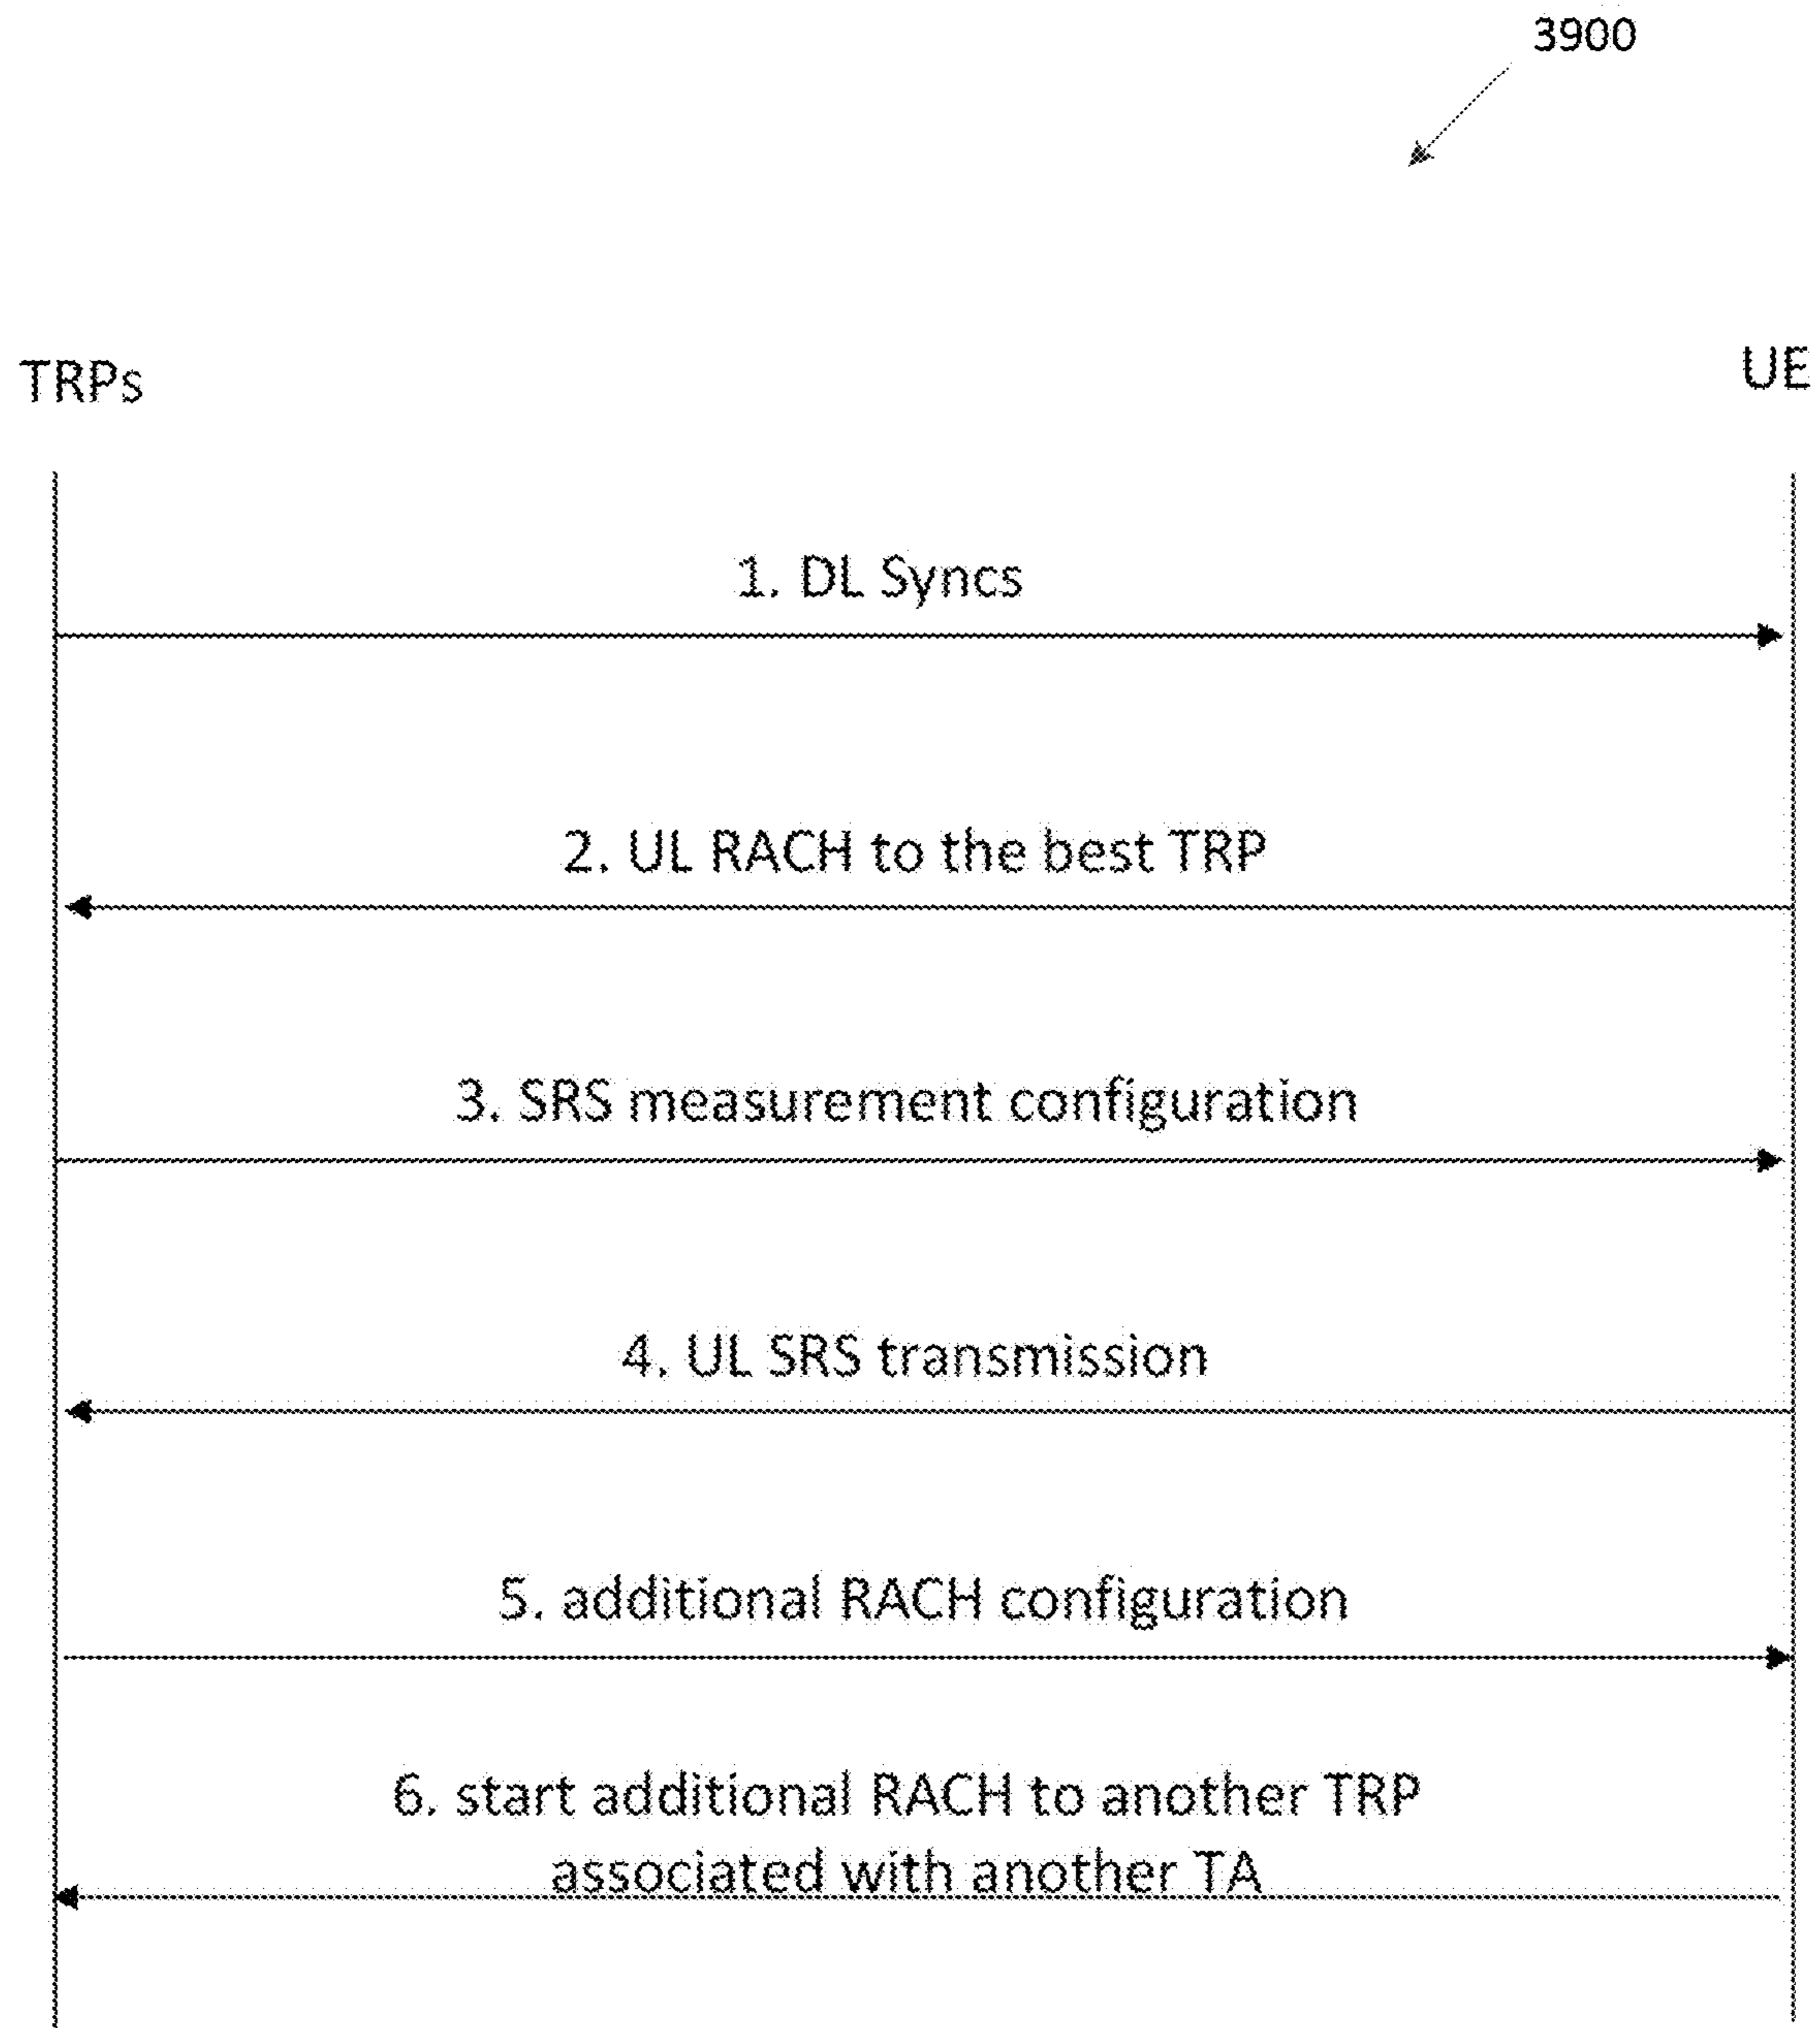 3900
TRPs
UE
1. DL Syncs
2. UL RACH to the best TRP
3. SRS measurement configuration
4. UL SRS transmission
5. additional RACH configuration
6. start additional RACH to another TRP
associated with another TA